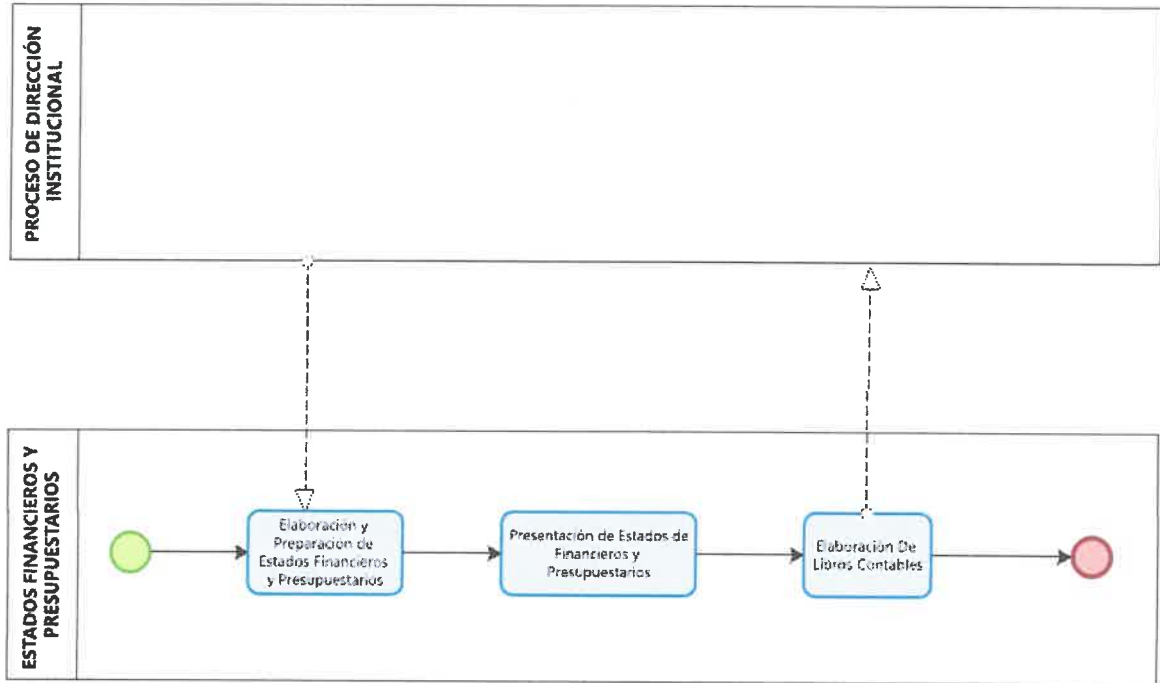 PROCESO DE DIRECCIÓN
INSTITUCIONAL
ESTADOS FINANCIEROS Y
PRESUPUESTARIOS
Elaboración y
Preparación de
Estados Financieros
y Presupuestarios
Presentación de Estados de
Financieros y
Presupuestarios
Elaboración De
Libros Contables